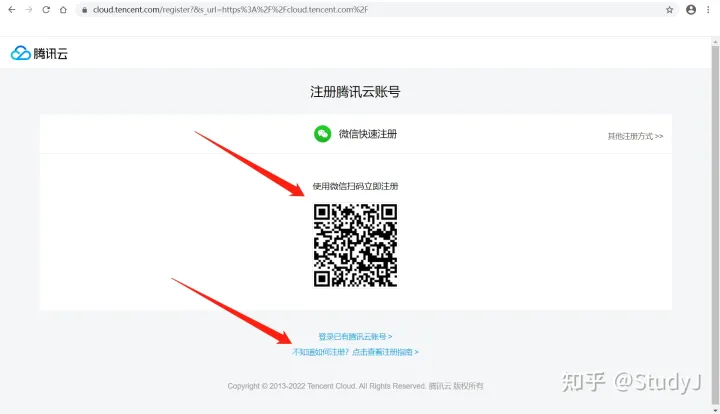 cloud.tencent.com/register?&s_url=https%3A%2F%2Fcloud.tencent.com%2F
腾讯云
注册腾讯云账号
微信快速注册
其他注册方式 >>
使用微信扫码立即注册
登录已有腾讯云账号 >
不知道如何注册？点击查看注册指南 >
Copyright © 2013-2022 Tencent Cloud. All Rights Reserved. 腾讯云 版权所有
知乎 @StudyJ